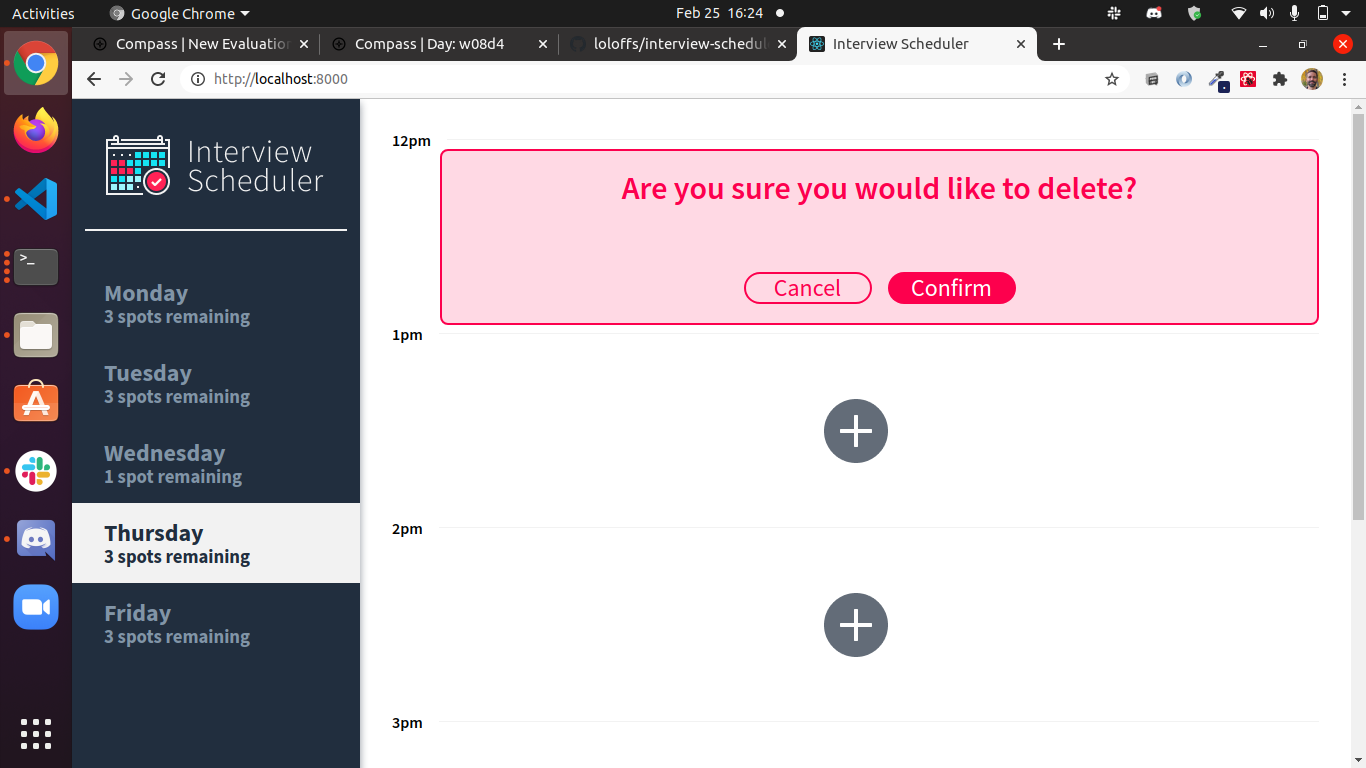 Activities
Google Chrome
Feb 25 16:24
Compass | New Evaluation
Compass | Day: w08d4
loloffs/interview-schedul
Interview Scheduler
http://localhost:8000
Interview
Scheduler
Monday
3 spots remaining
Tuesday
3 spots remaining
Wednesday
1 spot remaining
Thursday
3 spots remaining
Friday
3 spots remaining
12pm
Are you sure you would like to delete?
Cancel
Confirm
1pm
2pm
3pm